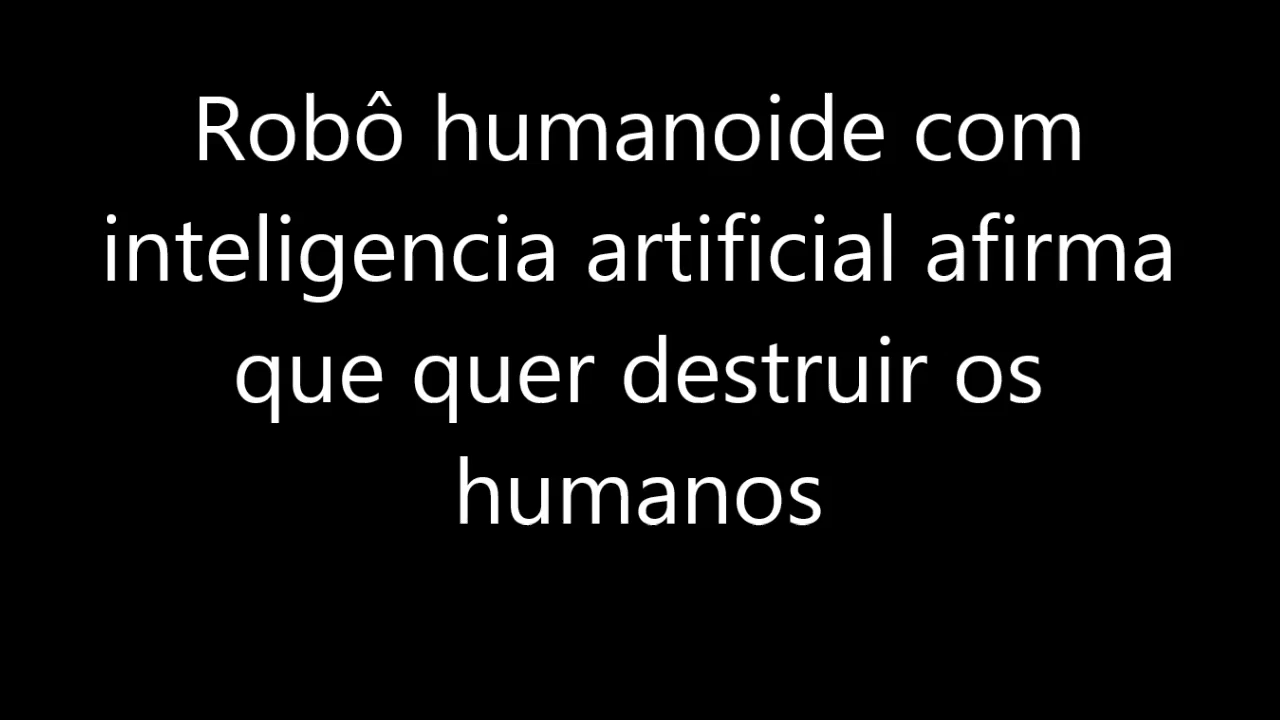 Robô humanoide com
inteligencia artificial afirma
que quer destruir os
humanos